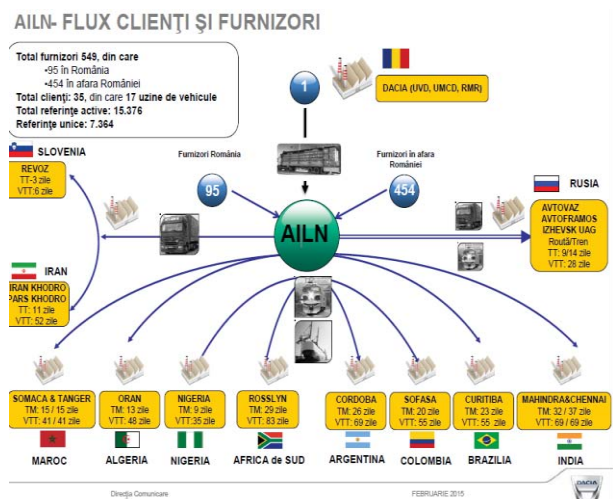 AILN- FLUX CLIENŢI ŞI FURNIZORI
Total furnizori 549, din care
•95 în România
•454 în afara României
Total clienţi: 35, din care 17 uzine de vehicule
Total referinţe active: 15.376
Referinţe unice: 7.364
1
DACIA (UVD, UMCD, RMR)
SLOVENIA
REVOZ
TT-3 zile
VTT:6 zile
Furnizori România
95
Furnizori în afara
României
454
AILN
RUSIA
AVTOVAZ
AVTOFRAMOS
IZHEVSK UAG
Rout/Tren
TT: 9/14 zile
VTT: 28 zile
IRAN
IRAN KHODRO
PARS KHODRO
TT: 11 zile
VTT: 52 zile
SOMACA & TANGER
TM: 15 / 15 zile
VTT: 41 / 41 zile
MAROC
ORAN
TM: 13 zile
VTT: 48 zile
ALGERIA
NIGERIA
TM: 9 zile
VTT:35 zile
NIGERIA
ROSSLYN
TM: 29 zile
VTT: 83 zile
AFRICA de SUD
CORDOBA
TM: 26 zile
VTT: 69 zile
ARGENTINA
SOFASA
TM: 20 zile
VTT: 55 zile
COLOMBIA
CURITIBA
TM: 23 zile
VTT: 55 zile
BRAZILIA
MAHINDRA&CHENNAI
TM: 32 / 37 zile
VTT: 69 / 69 zile
INDIA
Direcţia Comunicare
FEBRUARIE 2015
DACIA